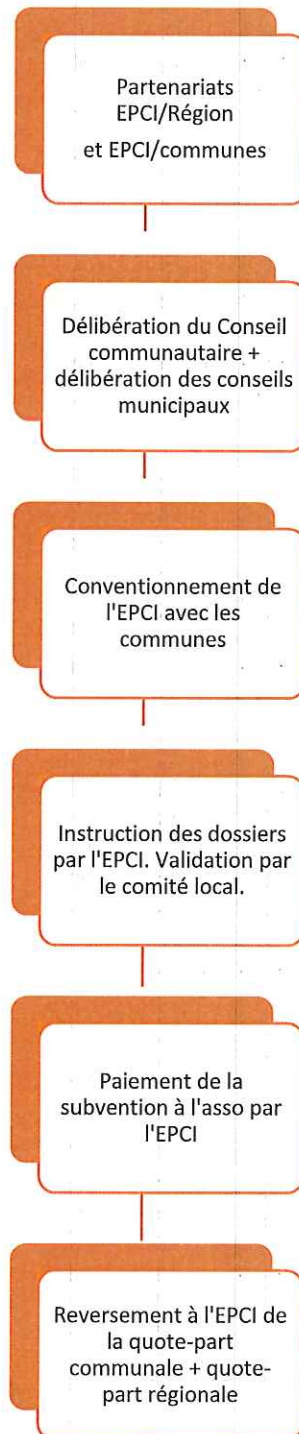 Partenariats
EPCI/Région
et EPCI/communes
Délibération du Conseil
communautaire +
délibération des conseils
municipaux
Conventionnement de
l'EPCI avec les
communes
Instruction des dossiers
par l'EPCI. Validation par
le comité local.
Paiement de la
subvention à l'asso par
l'EPCI
Reversement à l'EPCI de
la quote-part
communale + quote-
part régionale